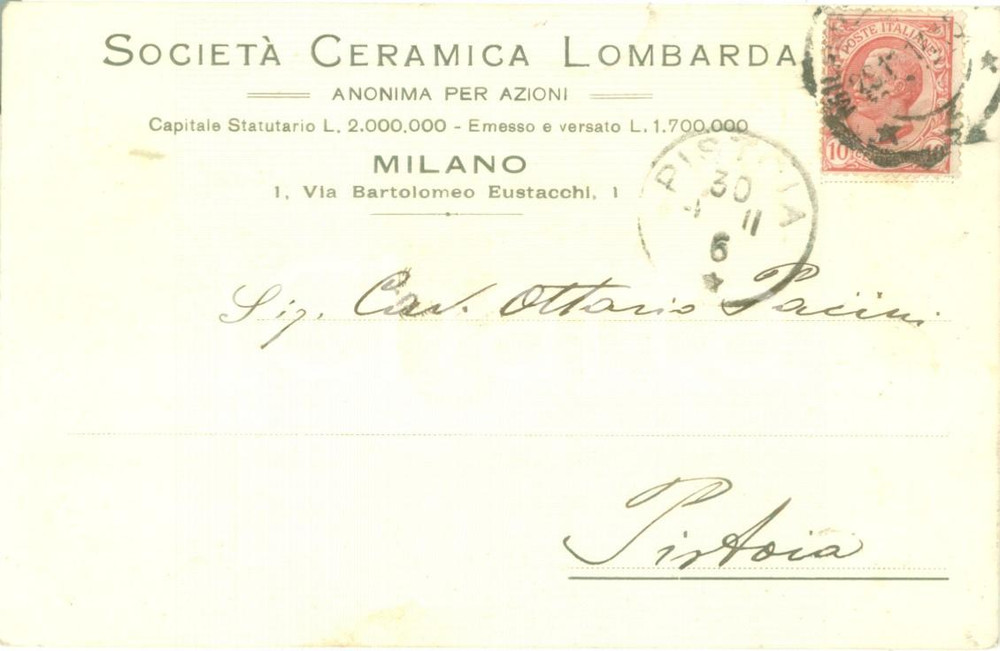 SOCIETÀ CERAMICA LOMBARDA
ANONIMA PER AZIONI
Capitale Statutario L. 2.000.000 - Emesso e versato L. 1.700.000
MILANO
1, Via Bartolomeo Eustacchi, 1
POSTE ITALIANE
10 10
PISTOIA
30
11
6
Sig. Cav. Ottavio Pacini
Pistoia